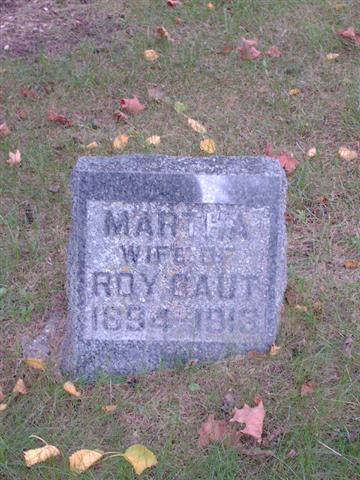 MARTHA
WIFE OF
ROY GAUT
1894-1918